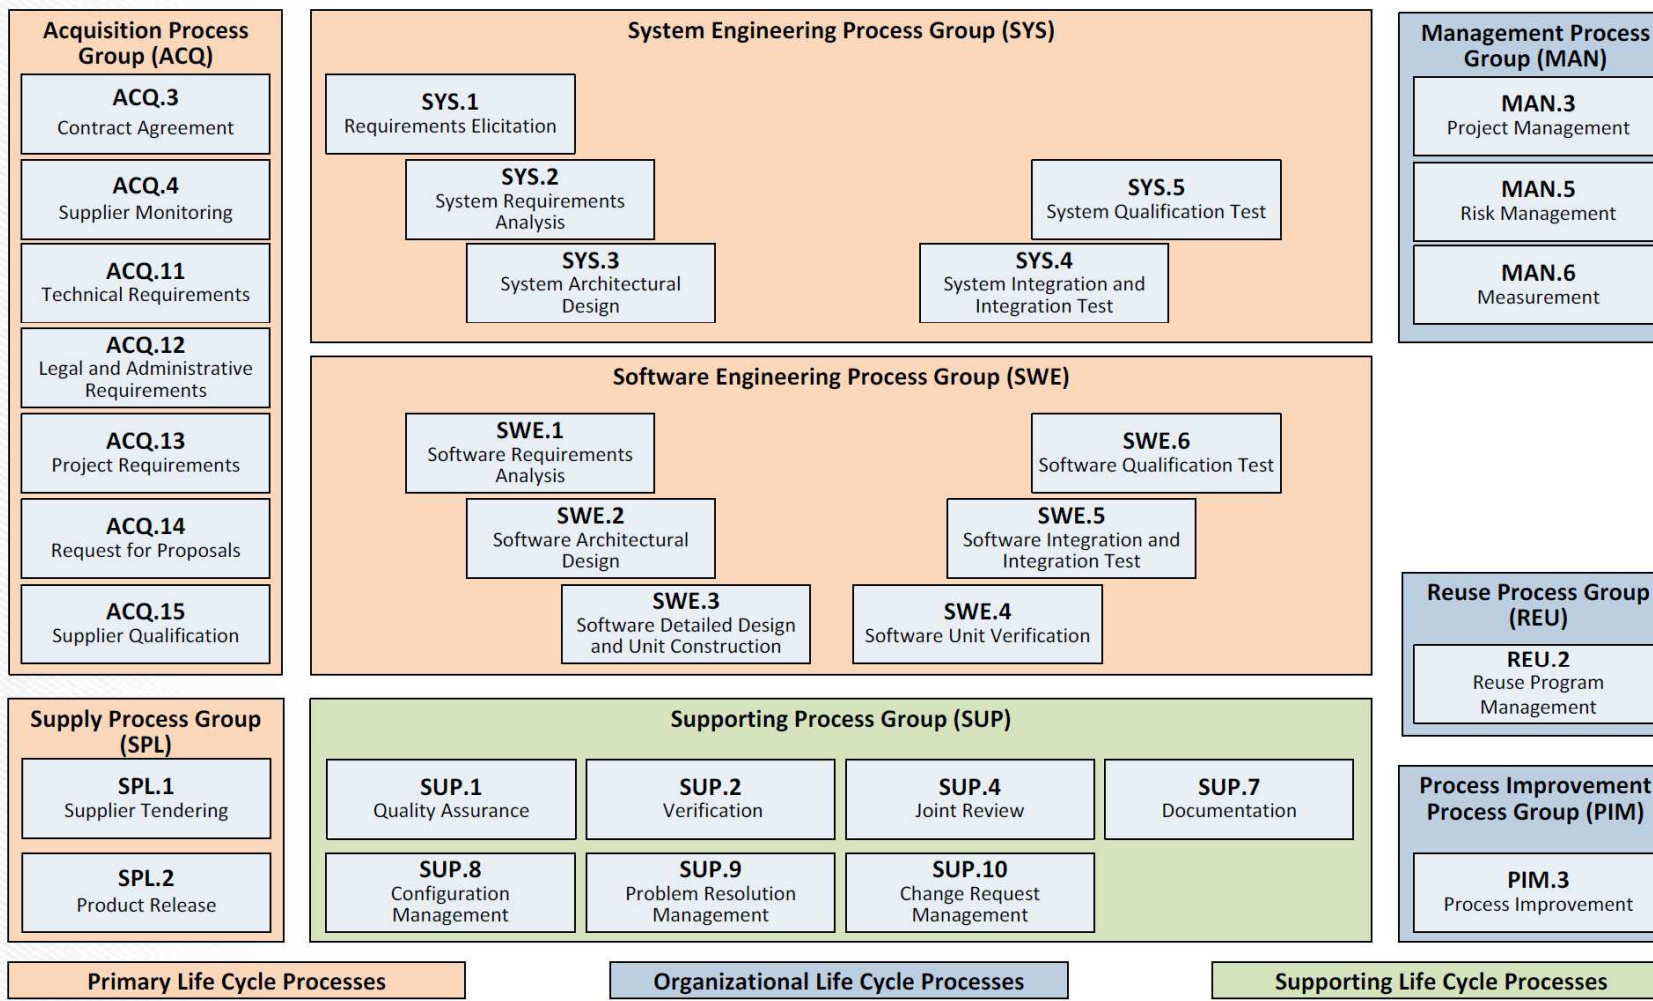 Acquisition Process
Group (ACQ)
ACQ.3
Contract Agreement
ACQ.4
Supplier Monitoring
ACQ.11
Technical Requirements
ACQ.12
Legal and Administrative
Requirements
ACQ.13
Project Requirements
ACQ.14
Request for Proposals
ACQ.15
Supplier Qualification
System Engineering Process Group (SYS)
SYS.1
Requirements Elicitation
SYS.2
System Requirements
Analysis
SYS.3
System Architectural
Design
SYS.5
System Qualification Test
SYS.4
System Integration and
Integration Test
Management Process
Group (MAN)
MAN.3
Project Management
MAN.5
Risk Management
MAN.6
Measurement
Software Engineering Process Group (SWE)
SWE.1
Software Requirements
Analysis
SWE.2
Software Architectural
Design
SWE.3
Software Detailed Design
and Unit Construction
SWE.6
Software Qualification Test
SWE.5
Software Integration and
Integration Test
SWE.4
Software Unit Verification
Reuse Process Group
(REU)
REU.2
Reuse Program
Management
Supply Process Group
(SPL)
SPL.1
Supplier Tendering
SPL.2
Product Release
Supporting Process Group (SUP)
SUP.1
Quality Assurance
SUP.2
Verification
SUP.4
Joint Review
SUP.7
Documentation
SUP.8
Configuration
Management
SUP.9
Problem Resolution
Management
SUP.10
Change Request
Management
Process Improvement
Process Group (PIM)
PIM.3
Process Improvement
Primary Life Cycle Processes
Organizational Life Cycle Processes
Supporting Life Cycle Processes